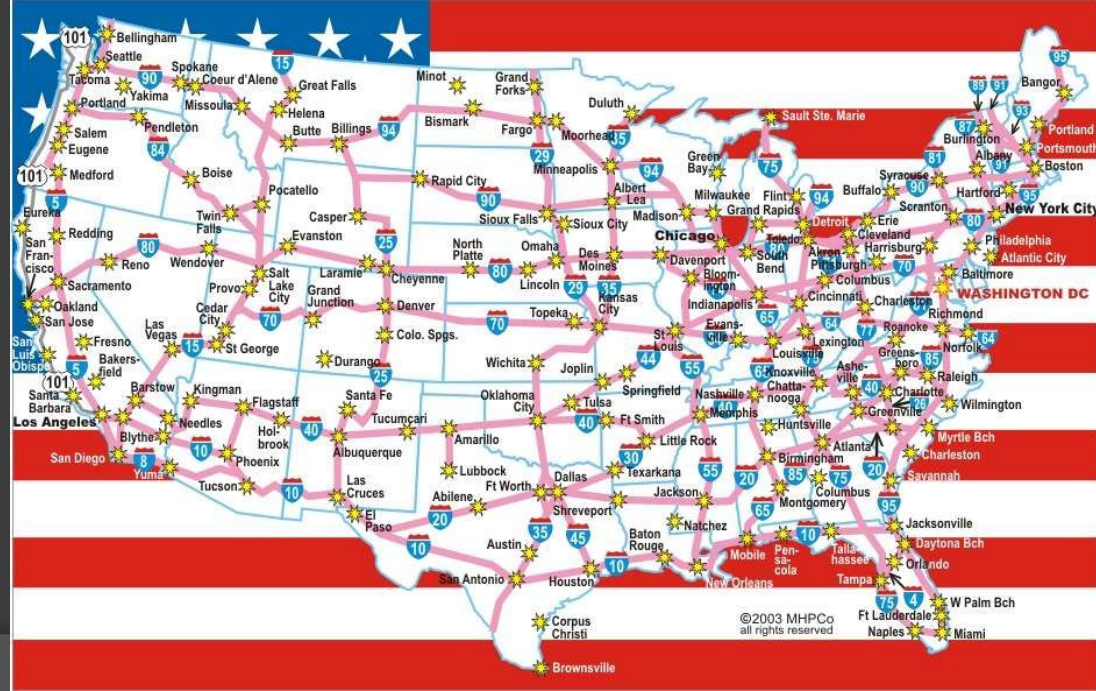 101
Bellingham
Seattle
Tacoma
90
Spokane
Coeur d'Alene
15
Great Falls
Yakima
Missoula
Helena
Portland
Pendleton
Butte
Billings
94
Minot
Bismark
Grand
Forks
Fargo
Moorhead
Duluth
35
Sault Ste. Marie
89
91
95
Bangor
93
87
Burlington
Portland
Portsmouth
Salem
Eugene
84
Medford
101
5
Boise
Pocatello
Twin
Falls
Rapid City
90
29
Minneapolis
94
Albert
Lea
Sioux Falls
Sioux City
Green
Bay
Milwaukee
Madison
Grand Rapids
75
Flint
94
Detroit
Buffalo
Syracuse
81
90
Albany
91
Boston
Hartford
95
Scranton
80
New York City
Eureka
Redding
80
Reno
Wendover
Evanston
Casper
25
Laramie
Cheyenne
North
Platte
80
Omaha
Lincoln
Des
Moines
Chicago
Davenport
Bloom-
ington
South
Bend
80
Toledo
Erie
Cleveland
Akron
Pittsburgh
Harrisburg
70
Philadelphia
Atlantic City
Baltimore
WASHINGTON DC
San
Fran-
cisco
Sacramento
Oakland
San Jose
Salt
Lake
City
Provo
Grand
Junction
Denver
Colo. Spgs.
70
Cedar
City
St George
Las
Vegas
15
Durango
25
70
Topeka
29
35
Kansas
City
Wichita
St
Louis
Indianapolis
65
Columbus
Cincinnati
Charleston
64
77
Evans-
ville
Louisville
Lexington
Richmond
Roanoke
64
Norfolk
San
Luis
Obispo
Fresno
5
Bakers-
field
101
Santa
Barbara
Barstow
Kingman
Flagstaff
Needles
Hol-
brook
40
Santa Fe
Tucumcari
Albuquerque
Amarillo
Oklahoma
City
Joplin
44
Springfield
Tulsa
40
Ft Smith
55
Nashville
40
Memphis
Knoxville
Chatta-
nooga
Ashe-
ville
40
Greens-
boro
85
Raleigh
Charlotte
26
Greenville
Wilmington
Los Angeles
Blythe
10
Phoenix
San Diego
8
Yuma
Tucson
10
Las
Cruces
El
Paso
Lubbock
Abilene
20
Ft Worth
Dallas
30
Little Rock
Texarkana
Shreveport
Jackson
55
20
Huntsville
Birmingham
85
Atlanta
20
75
Columbus
Montgomery
65
Myrtle Bch
Charleston
Savannah
95
10
35
45
Austin
San Antonio
Houston
10
Baton
Rouge
Natchez
New Orleans
Mobile
Pen-
sa-
cola
10
Talla-
hassee
Jacksonville
Daytona Bch
Orlando
Tampa
75
4
W Palm Bch
Ft Lauderdale
Naples
Miami
Corpus
Christi
Brownsville
©2003 MHPCo
all rights reserved